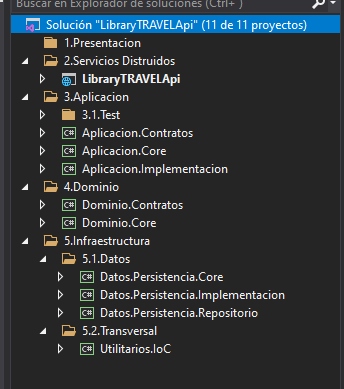 Buscar en Explorador de soluciones (Ctrl+ )
Solución "LibraryTRAVELApi" (11 de 11 proyectos)
1.Presentacion
2.Servicios Distruidos
LibraryTRAVELApi
3.Aplicacion
3.1.Test
C# Aplicacion.Contratos
C# Aplicacion.Core
C# Aplicacion.Implementacion
4.Dominio
C# Dominio.Contratos
C# Dominio.Core
5.Infraestructura
5.1.Datos
C# Datos.Persistencia.Core
C# Datos.Persistencia.Implementacion
C# Datos.Persistencia.Repositorio
5.2.Transversal
C# Utilitarios.IoC